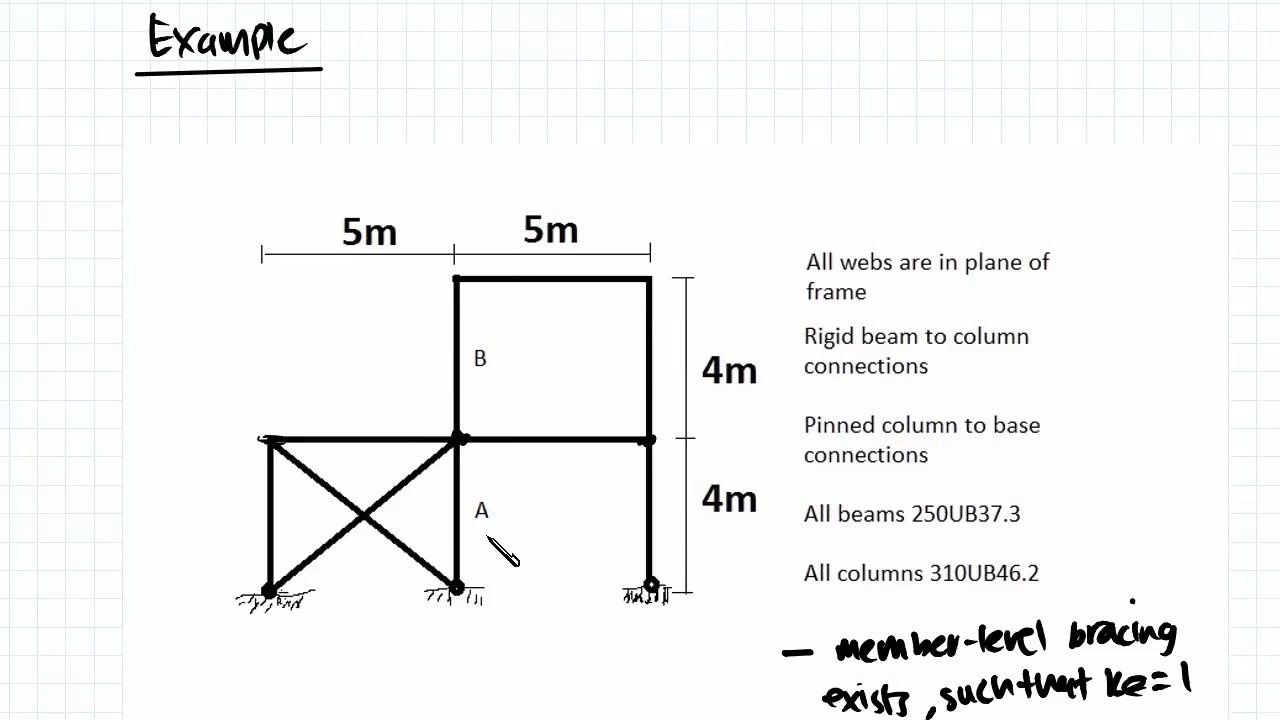 Example
5m
5m
All webs are in plane of
frame
Rigid beam to column
connections
B
4m
Pinned column to base
connections
4m
A
All beams 250UB37.3
All columns 310UB46.2
- member-level bracing
exists, such that ke=1